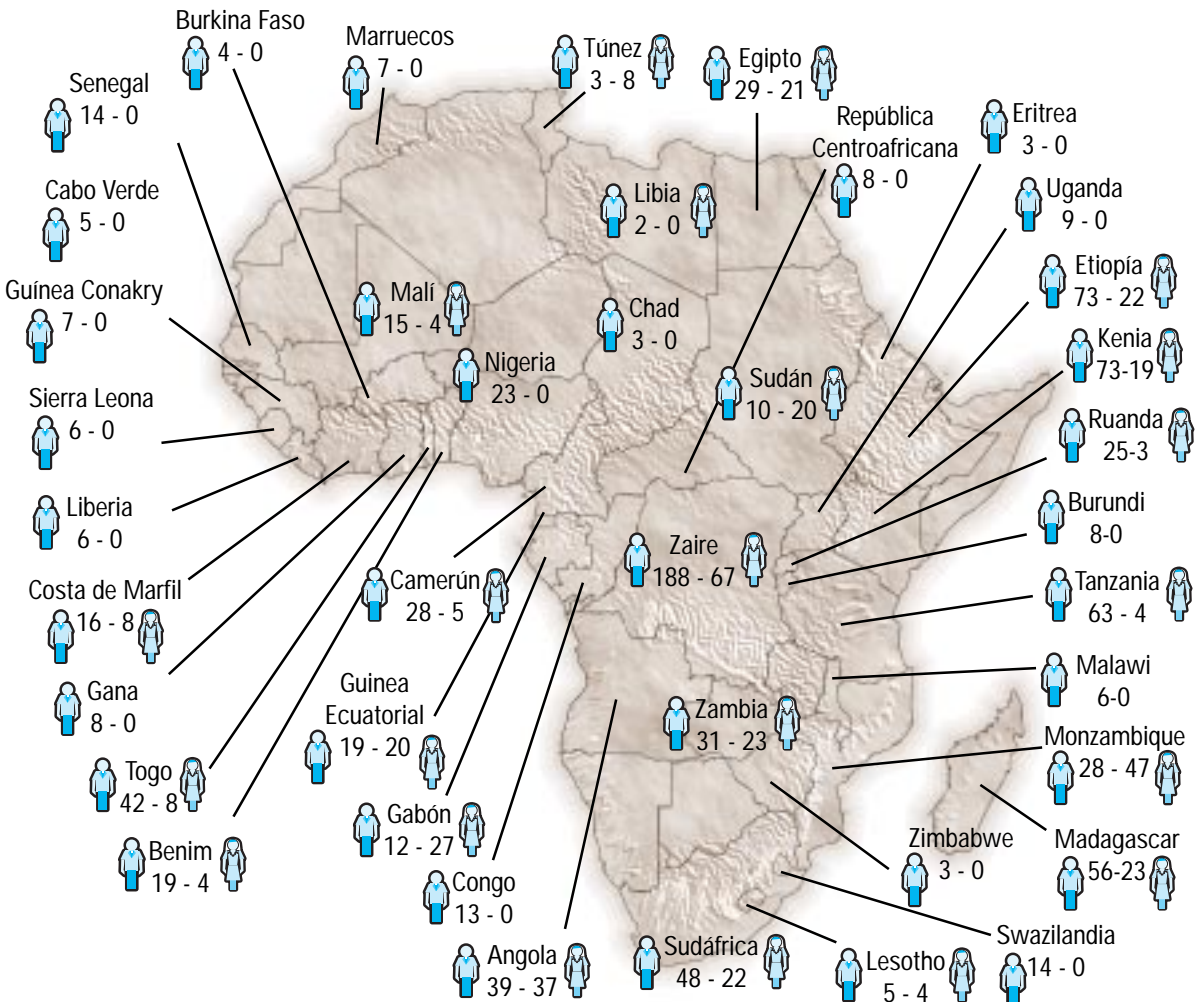 Burkina Faso
4 - 0
Marruecos
7 - 0
Túnez
3 - 8
Egipto
29 - 21
Senegal
14 - 0
República
Centroafricana
8 - 0
Eritrea
3 - 0
Cabo Verde
5 - 0
Libia
2 - 0
Uganda
9 - 0
Guínea Conakry
7 - 0
Malí
15 - 4
Chad
3 - 0
Etiopía
73 - 22
Nigeria
23 - 0
Sudán
10 - 20
Kenia
73-19
Sierra Leona
6 - 0
Ruanda
25-3
Liberia
6 - 0
Burundi
8-0
Zaire
188 - 67
Costa de Marfil
16 - 8
Camerún
28 - 5
Tanzania
63 - 4
Gana
8 - 0
Guinea
Ecuatorial
19 - 20
Zambia
31 - 23
Malawi
6-0
Togo
42 - 8
Monzambique
28 - 47
Benim
19 - 4
Gabón
12 - 27
Zimbabwe
3 - 0
Madagascar
56-23
Congo
13 - 0
Angola
39 - 37
Sudáfrica
48 - 22
Lesotho
5 - 4
Swazilandia
14 - 0